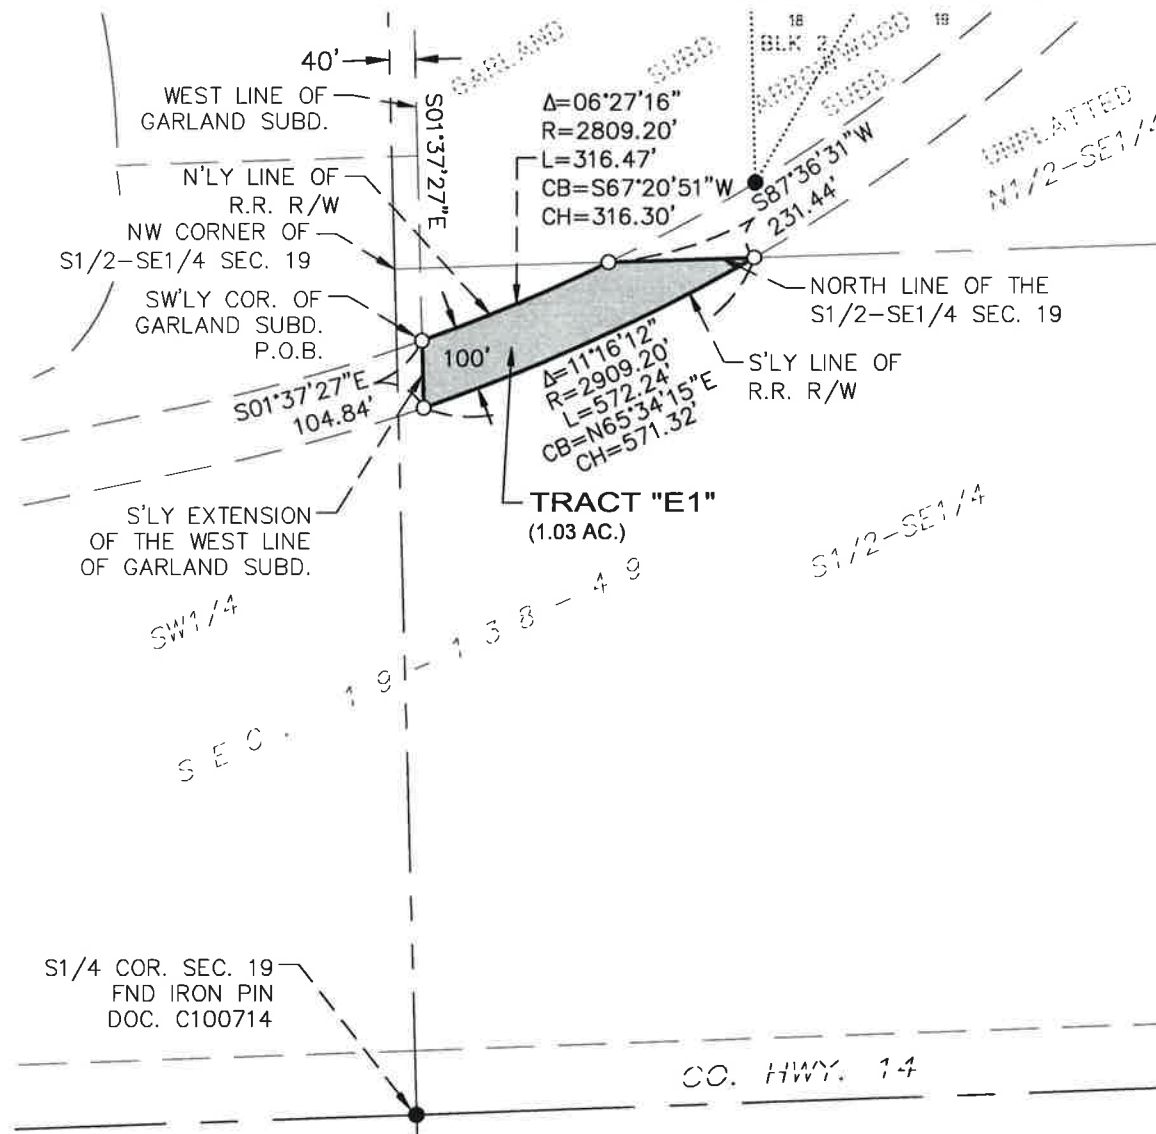 40'
WEST LINE OF
GARLAND SUBD.
S01°37'27"E
N'LY LINE OF
R.R. R/W
NW CORNER OF
S1/2-SE1/4 SEC. 19
SW'LY COR. OF
GARLAND SUBD.
P.O.B.
GARLAND
SUBD.
18
19
BLK 2
ARROWWOOD
SUBD.
UNPLATTED
N1/2-SE1/4
Δ=06°27'16"
R=2809.20'
L=316.47'
CB=S67°20'51"W
CH=316.30'
S87°36'31"W
231.44'
NORTH LINE OF THE
S1/2-SE1/4 SEC. 19
S'LY LINE OF
R.R. R/W
100'
Δ=11°16'12"
R=2909.20'
L=572.24'
CB=N65°34'15"E
CH=571.32'
S01°37'27"E
104.84'
TRACT "E1"
(1.03 AC.)
S'LY EXTENSION
OF THE WEST LINE
OF GARLAND SUBD.
SW1/4
S1/2-SE1/4
SEC. 19-138-49
S1/4 COR. SEC. 19
FND IRON PIN
DOC. C100714
CO. HWY. 14